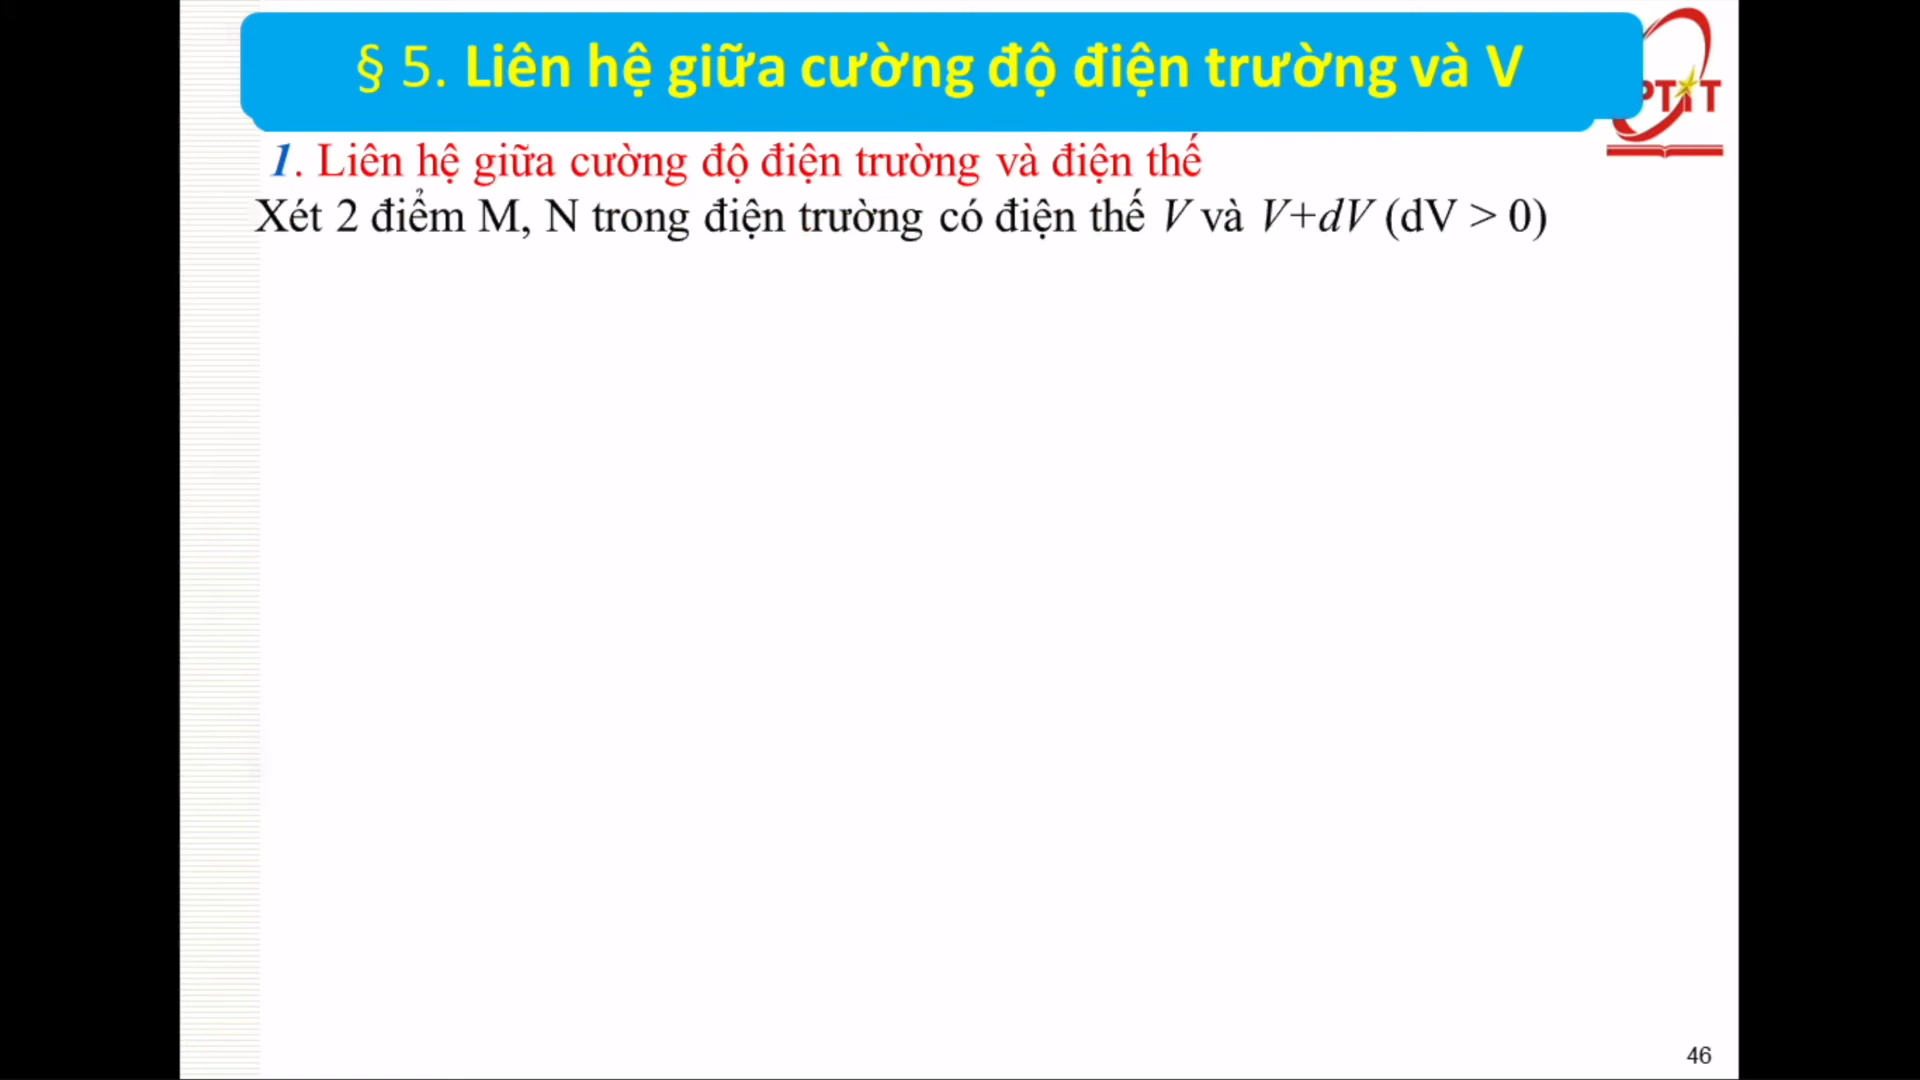 § 5. Liên hệ giữa cường độ điện trường và V
PTIT
1. Liên hệ giữa cường độ điện trường và điện thế
Xét 2 điểm M, N trong điện trường có điện thế V và V+dV (dV > 0)
46